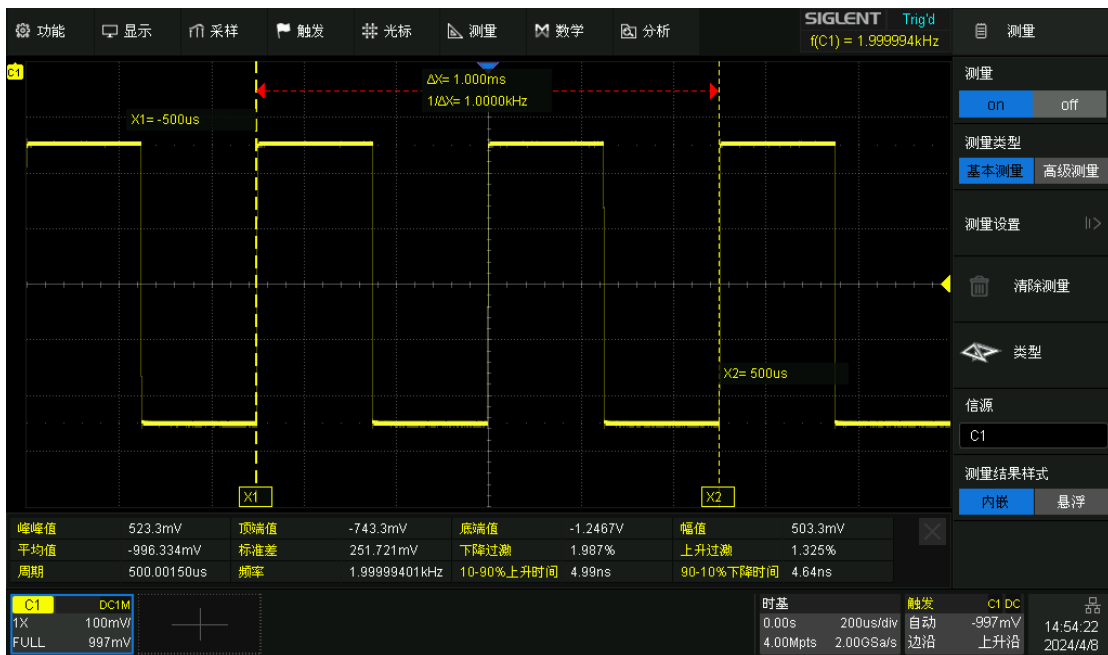 功能 显示 采样 触发 光标 测量 数学 分析 SIGLENT Trig'd 测量
f(C1) = 1.999994kHz
C1
ΔX= 1.000ms
1/ΔX= 1.0000kHz
X1= -500us
X2= 500us
X1 X2
测量
on off
测量类型
基本测量 高级测量
测量设置
清除测量
类型
信源
C1
测量结果样式
内嵌 悬浮
峰峰值 523.3mV 顶端值 -743.3mV 底端值 -1.2467V 幅值 503.3mV
平均值 -996.334mV 标准差 251.721mV 下降过激 1.987% 上升过激 1.325%
周期 500.00150us 频率 1.99999401kHz 10-90%上升时间 4.99ns 90-10%下降时间 4.64ns
C1 DC1M
1X 100mV/
FULL 997mV
时基
0.00s 200us/div
4.00Mpts 2.00GSa/s
触发 C1 DC
自动 -997mV
边沿 上升沿
14:54:22
2024/4/8